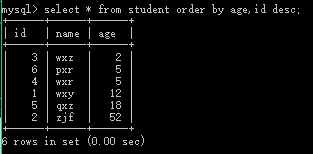 mysql> select * from student order by age,id desc;
+----+------+------+
| id | name | age |
+----+------+------+
| 3 | wxz | 2 |
| 6 | pxr | 5 |
| 4 | wxr | 5 |
| 1 | wxy | 12 |
| 5 | qxz | 18 |
| 2 | zjf | 52 |
+----+------+------+
6 rows in set (0.00 sec)